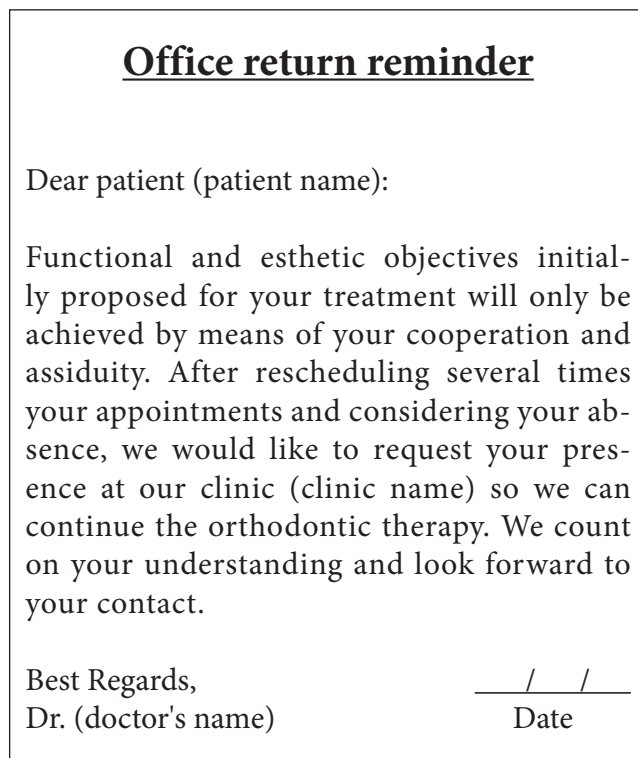 Office return reminder
Dear patient (patient name):
Functional and esthetic objectives initial-
ly proposed for your treatment will only be
achieved by means of your cooperation and
assiduity. After rescheduling several times
your appointments and considering your ab-
sence, we would like to request your pres-
ence at our clinic (clinic name) so we can
continue the orthodontic therapy. We count
on your understanding and look forward to
your contact.
Best Regards, / /
Dr. (doctor's name) Date